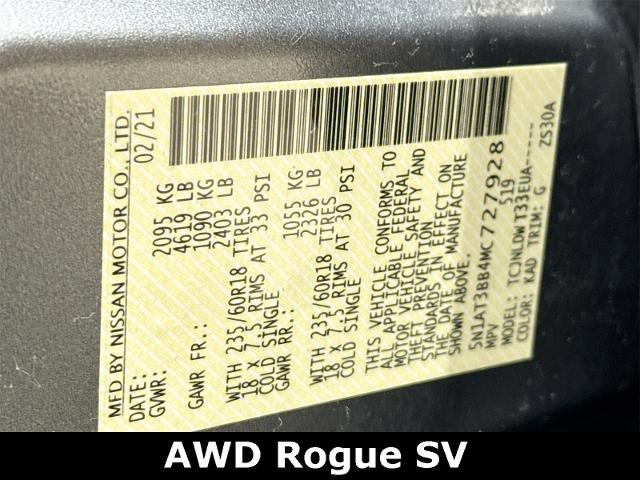 MFD BY NISSAN MOTOR CO., LTD.
DATE: 02/21
GVWR: 2095 KG
4619 LB
GAWR FR.: 1090 KG
2403 LB
WITH 235/60R18 TIRES
18 X 7.5 RIMS AT 33 PSI
COLD SINGLE
GAWR RR.: 1055 KG
2326 LB
WITH 235/60R18 TIRES
18 X 7.5 RIMS AT 30 PSI
COLD SINGLE
THIS VEHICLE CONFORMS TO
ALL APPLICABLE FEDERAL
MOTOR VEHICLE SAFETY AND
THEFT PREVENTION
STANDARDS IN EFFECT ON
THE DATE OF MANUFACTURE
SHOWN ABOVE.
5N1AT3BB4MC727928
MPV 519
MODEL: TCJNLDW T33EUA-----
COLOR: KAD TRIM: G ZS30A
AWD Rogue SV